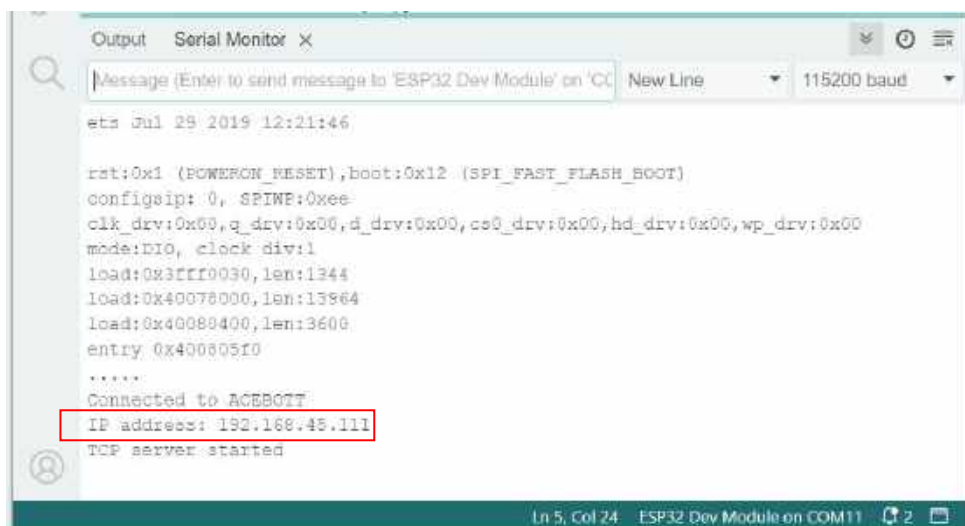 Output Serial Monitor ×
Message (Enter to send message to 'ESP32 Dev Module' on 'CO New Line 115200 baud
ets Jul 29 2019 12:21:46
rst:0x1 (POWERON_RESET),boot:0x12 (SPI_FAST_FLASH_BOOT)
configsip: 0, SPIWP:0xee
clk_drv:0x00,q_drv:0x00,d_drv:0x00,cs0_drv:0x00,hd_drv:0x00,wp_drv:0x00
mode:DIO, clock div:1
load:0x3fff0030,len:1344
load:0x40078000,len:13964
load:0x40080400,len:3600
entry 0x400805f0
.....
Connected to ACEBOTT
IP address: 192.168.45.111
TCP server started
Ln 5, Col 24 ESP32 Dev Module on COM11 2